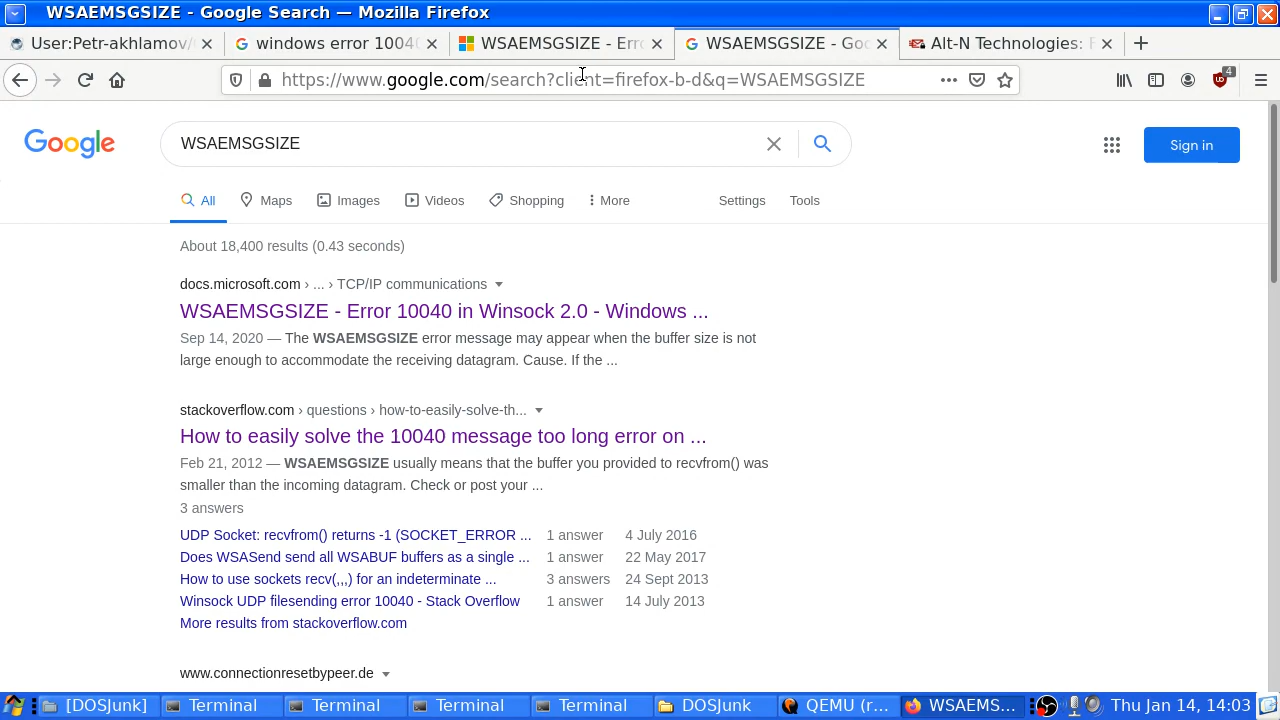 WSAEMSGSIZE - Google Search — Mozilla Firefox
User:Petr-akhlamov/
windows error 10040
WSAEMSGSIZE - Err
WSAEMSGSIZE - Goo
Alt-N Technologies: F
https://www.google.com/search?client=firefox-b-d&q=WSAEMSGSIZE
4
Google
WSAEMSGSIZE
Sign in
All Maps Images Videos Shopping More Settings Tools
About 18,400 results (0.43 seconds)
docs.microsoft.com › ... › TCP/IP communications
WSAEMSGSIZE - Error 10040 in Winsock 2.0 - Windows ...
Sep 14, 2020 — The WSAEMSGSIZE error message may appear when the buffer size is not
large enough to accommodate the receiving datagram. Cause. If the ...
stackoverflow.com › questions › how-to-easily-solve-th...
How to easily solve the 10040 message too long error on ...
Feb 21, 2012 — WSAEMSGSIZE usually means that the buffer you provided to recvfrom() was
smaller than the incoming datagram. Check or post your ...
3 answers
UDP Socket: recvfrom() returns -1 (SOCKET_ERROR ... 1 answer 4 July 2016
Does WSASend send all WSABUF buffers as a single ... 1 answer 22 May 2017
How to use sockets recv(,,,) for an indeterminate ... 3 answers 24 Sept 2013
Winsock UDP filesending error 10040 - Stack Overflow 1 answer 14 July 2013
More results from stackoverflow.com
www.connectionresetbypeer.de
[DOSJunk] Terminal Terminal Terminal Terminal DOSJunk QEMU (r... WSAEMS... Thu Jan 14, 14:03